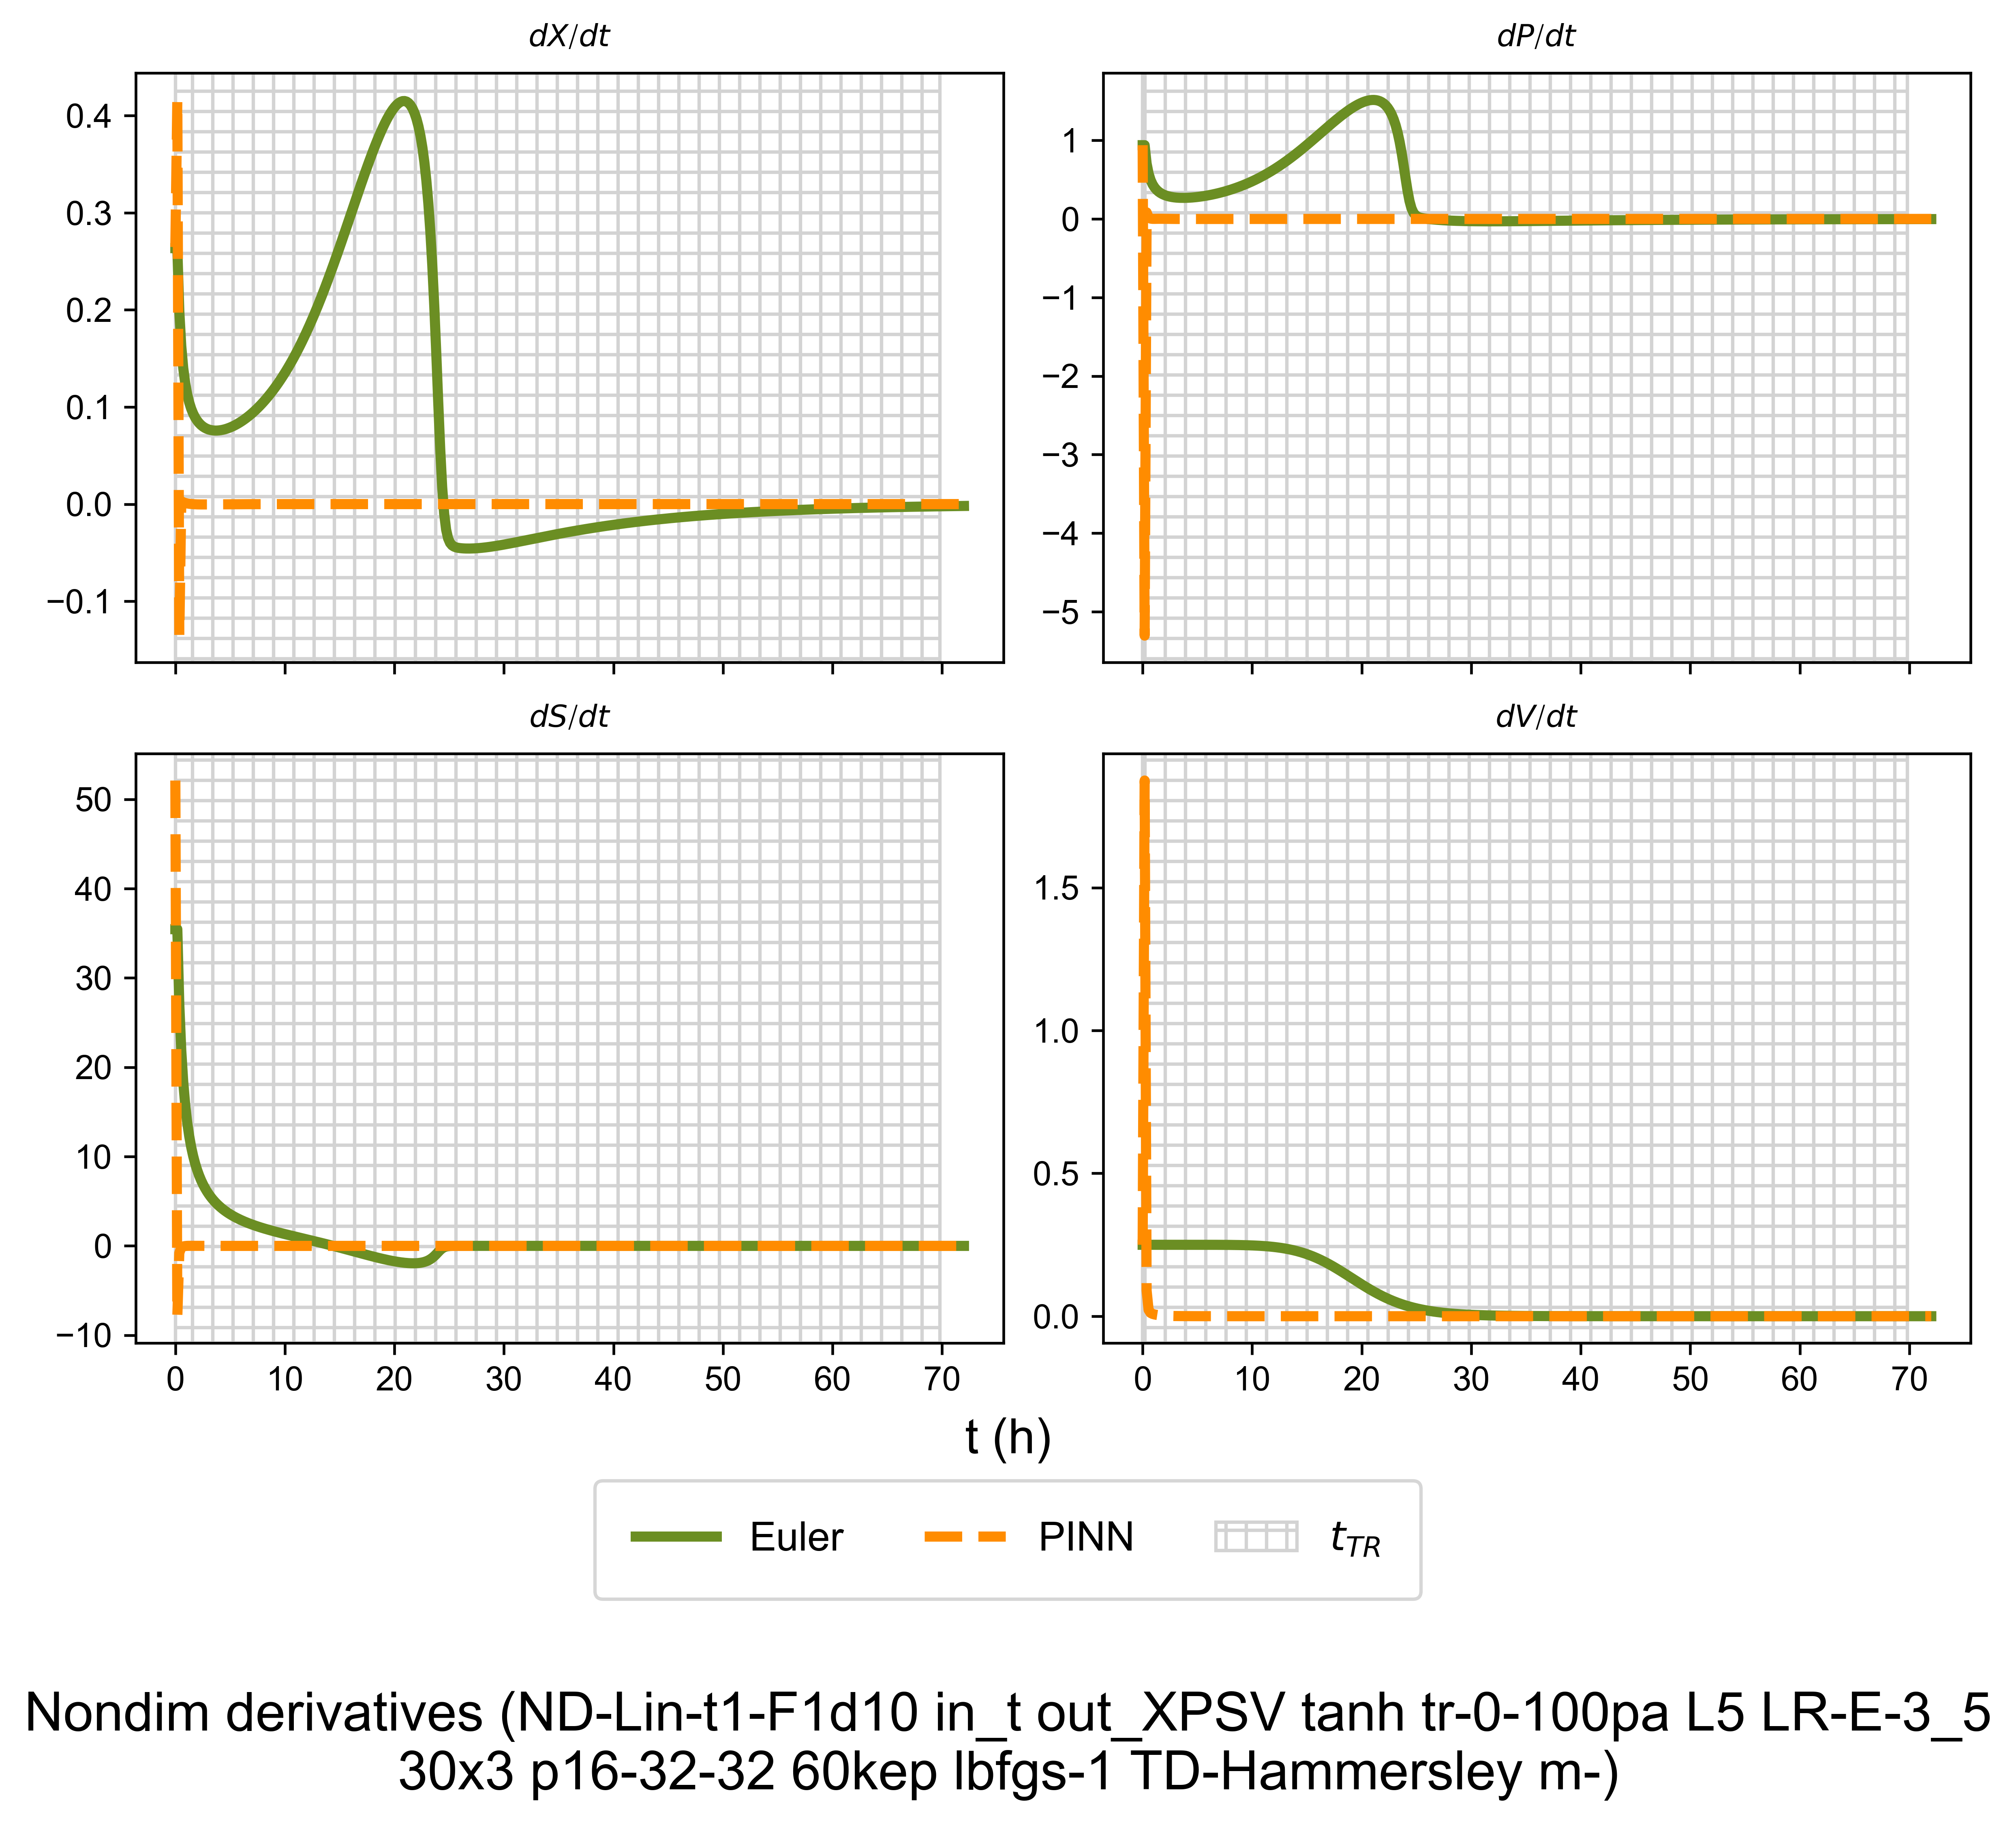 dX/dt
dP/dt
0.4
0.3
0.2
0.1
0.0
−0.1
1
0
−1
−2
−3
−4
−5
dS/dt
dV/dt
50
40
30
20
10
0
−10
1.5
1.0
0.5
0.0
0 10 20 30 40 50 60 70
0 10 20 30 40 50 60 70
t (h)
Euler PINN t_{TR}
Nondim derivatives (ND-Lin-t1-F1d10 in_t out_XPSV tanh tr-0-100pa L5 LR-E-3_5
30x3 p16-32-32 60kep lbfgs-1 TD-Hammersley m-)